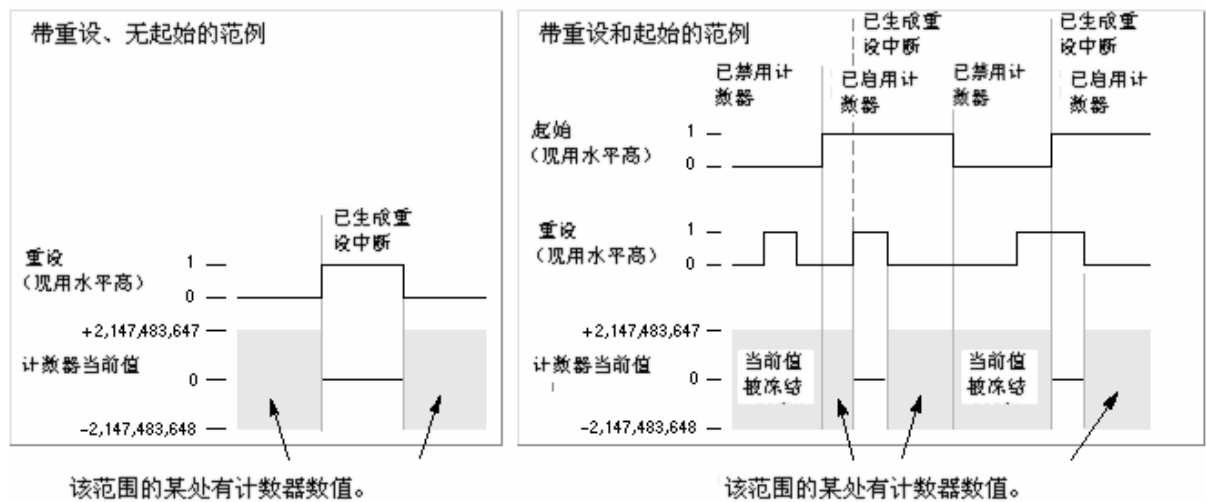 带重设、无起始的范例
已生成重
设中断
重设
（现用水平高）
1
0
+2,147,483,647
计数器当前值
0
-2,147,483,648
该范围的某处有计数器数值。
带重设和起始的范例
已生成重
设中断
已生成重
设中断
已禁用计
数器
已启用计
数器
已禁用计
数器
已启用计
数器
起始
（现用水平高）
1
0
重设
（现用水平高）
1
0
+2,147,483,647
计数器当前值
0
-2,147,483,648
当前值
被冻结
当前值
被冻结
该范围的某处有计数器数值。